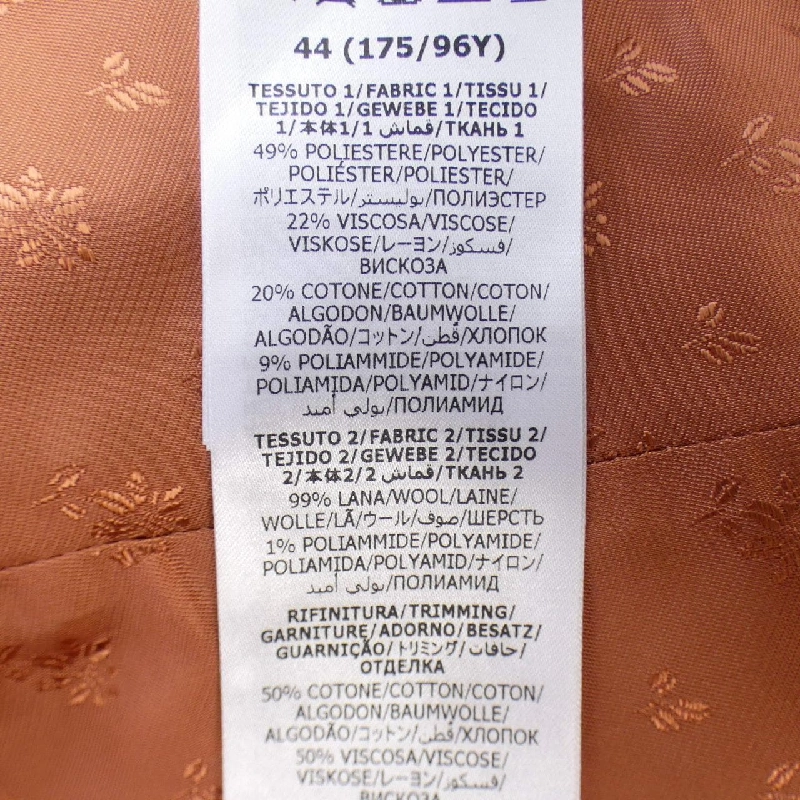 44 (175/96Y)
TESSUTO 1/FABRIC 1/TISSU 1/
TEJIDO 1/GEWEBE 1/TECIDO
1/本体1/1 قماش/ТКАНЬ 1
49% POLIESTERE/POLYESTER/
POLIÉSTER/POLIESTER/
ポリエステル/بوليستر/ПОЛИЭСТЕР
22% VISCOSA/VISCOSE/
VISKOSE/レーヨン/فسكوز/
ВИСКОЗА
20% COTONE/COTTON/COTON/
ALGODON/BAUMWOLLE/
ALGODÃO/コットン/قطن/ХЛОПОК
9% POLIAMMIDE/POLYAMIDE/
POLIAMIDA/POLYAMID/ナイロン/
بولي أميد/ПОЛИАМИД
TESSUTO 2/FABRIC 2/TISSU 2/
TEJIDO 2/GEWEBE 2/TECIDO
2/本体2/2 قماش/ТКАНЬ 2
99% LANA/WOOL/LAINE/
WOLLE/LÃ/ウール/صوف/ШЕРСТЬ
1% POLIAMMIDE/POLYAMIDE/
POLIAMIDA/POLYAMID/ナイロン/
بولي أميد/ПОЛИАМИД
RIFINITURA/TRIMMING/
GARNITURE/ADORNO/BESATZ/
GUARNIÇÃO/トリミング/حافات/
ОТДЕЛКА
50% COTONE/COTTON/COTON/
ALGODON/BAUMWOLLE/
ALGODÃO/コットン/قطن/ХЛОПОК
50% VISCOSA/VISCOSE/
VISKOSE/レーヨン/فسكوز/
ВИСКОЗА